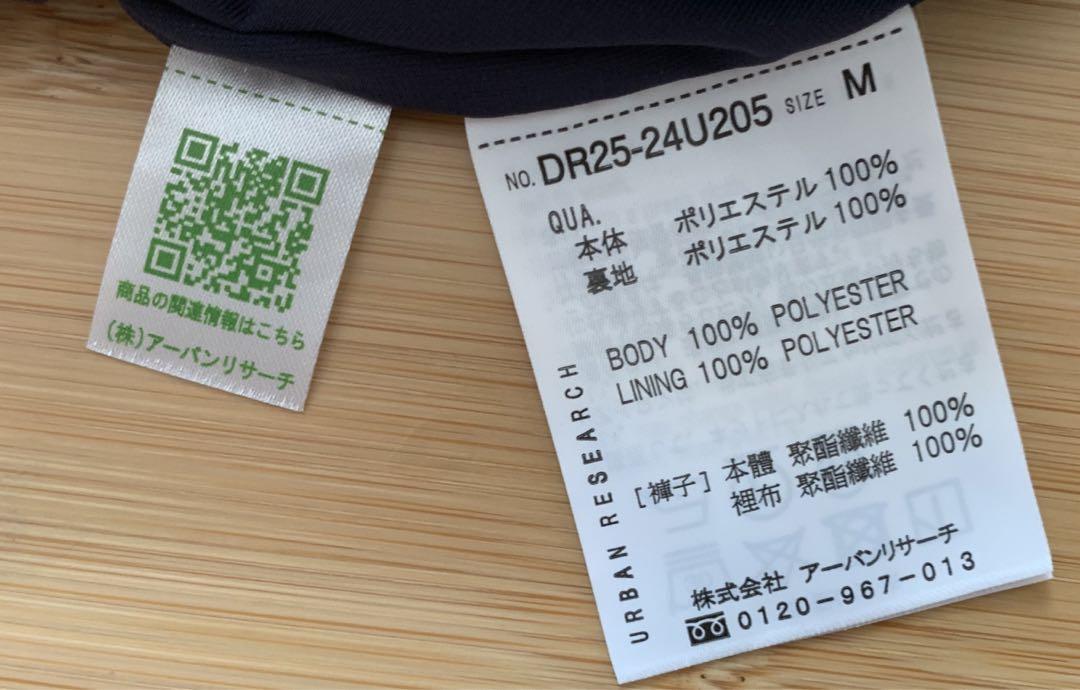 商品の関連情報はこちら
(株)アーバンリサーチ
NO. DR25-24U205 SIZE M
QUA.
本体 ポリエステル 100%
裏地 ポリエステル 100%
BODY 100% POLYESTER
LINING 100% POLYESTER
URBAN RESEARCH
[褲子] 本體 聚酯纖維 100%
裡布 聚酯纖維 100%
株式会社 アーバンリサーチ
0120-967-013